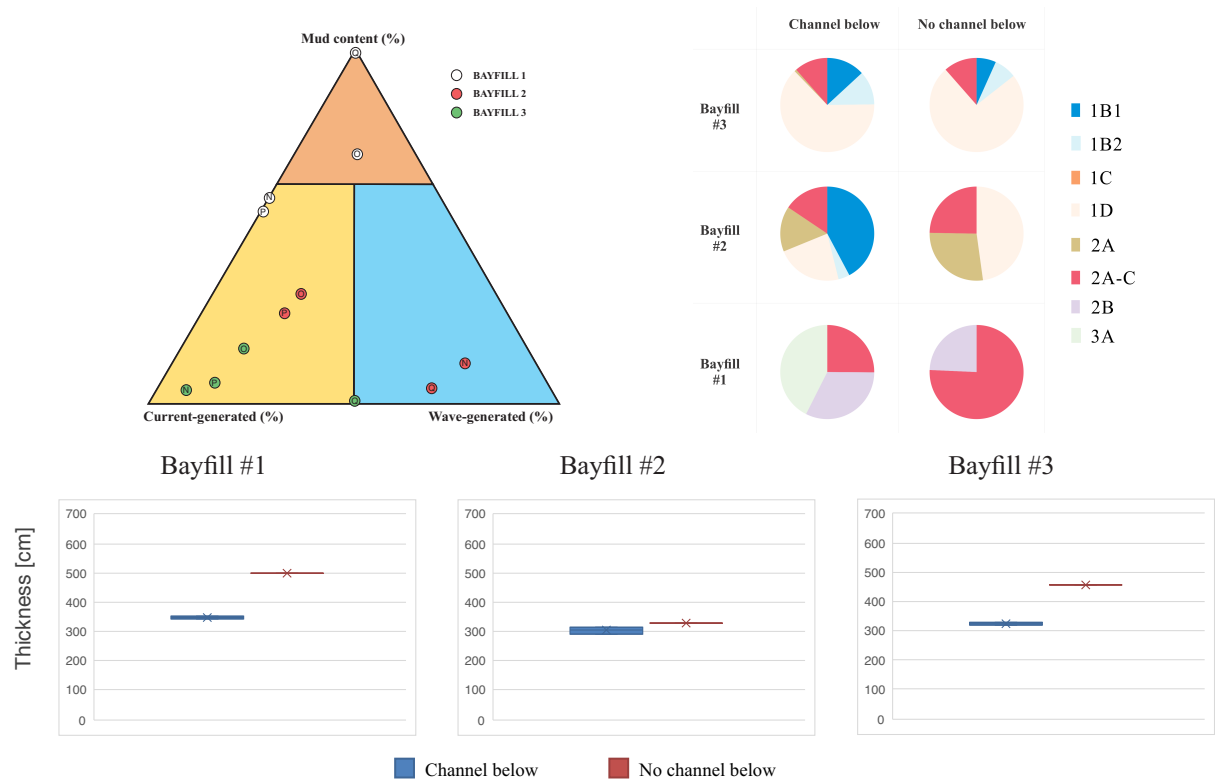 Mud content (%)
BAYFILL 1
BAYFILL 2
BAYFILL 3
N
P
P
N
P
N
Current-generated (%)
Wave-generated (%)
Channel below
No channel below
Bayfill
#3
Bayfill
#2
Bayfill
#1
1B1
1B2
1C
1D
2A
2A-C
2B
3A
Thickness [cm]
Bayfill #1
700
600
500
400
300
200
100
0
Bayfill #2
700
600
500
400
300
200
100
0
Bayfill #3
700
600
500
400
300
200
100
0
Channel below
No channel below